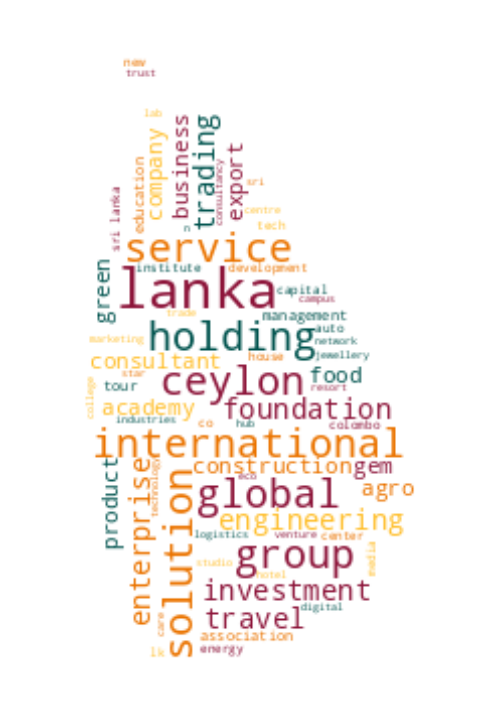 new
trust
lab
company
business
trading
export
education
consultancy
sri lanka
sri
centre
tech
n
service
institute
development
green
lanka
capital
campus
trade
management
holding
auto
network
marketing
jewellery
consultant
house
star
ceylon
food
tour
resort
college
academy
foundation
industries
co
hub
colombo
international
product
enterprise
technology
solution
construction
gem
eco
global
agro
engineering
logistics
venture
center
group
media
studio
hotel
investment
digital
travel
care
association
lk
energy